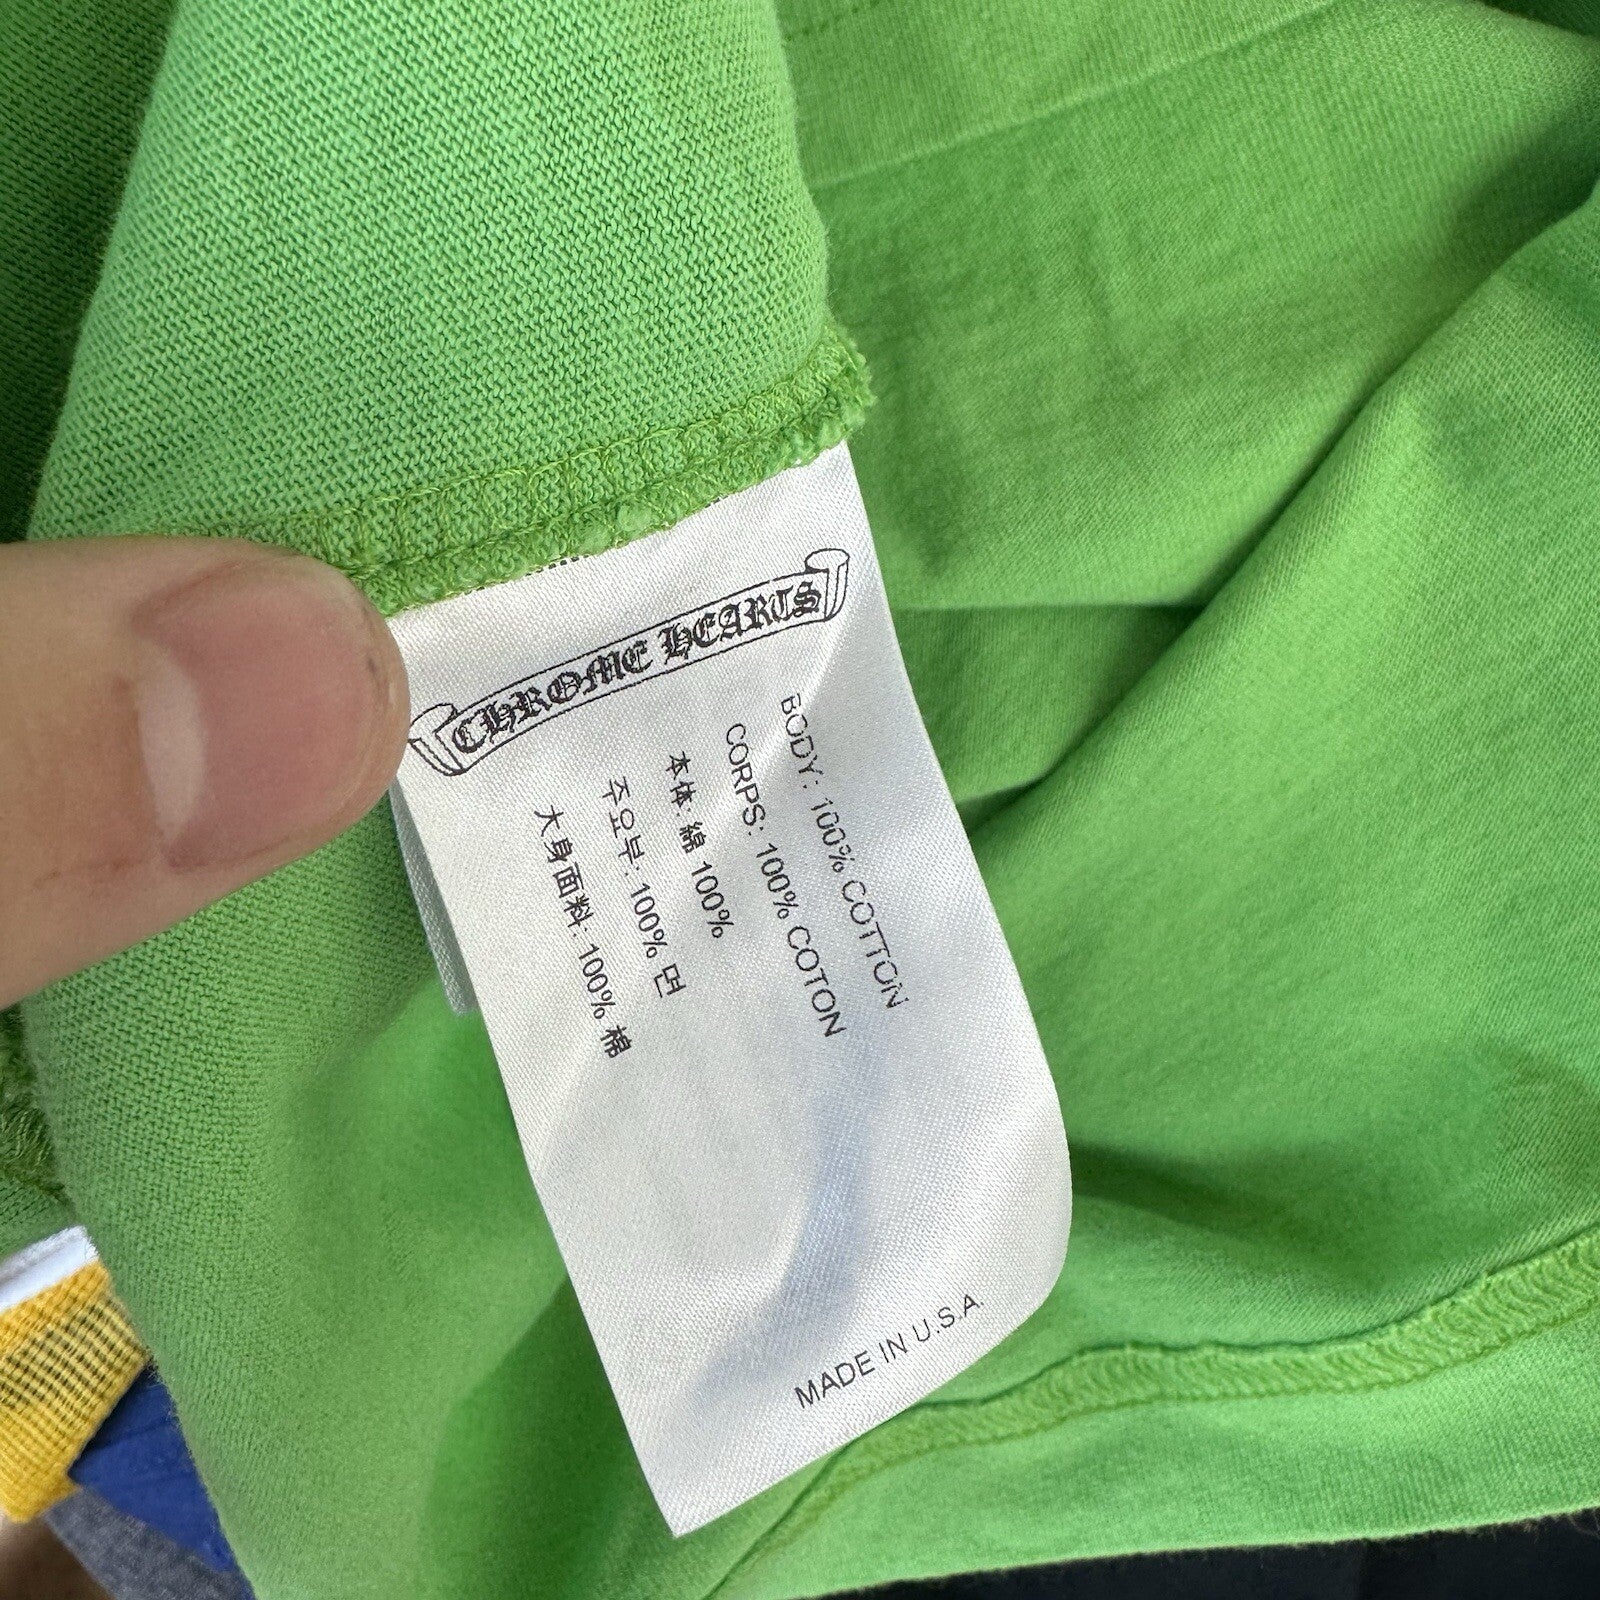 CHROME HEARTS
BODY: 100% COTTON
CORPS: 100% COTON
本体: 綿 100%
주요부: 100% 면
大身面料: 100% 棉
MADE IN U.S.A.